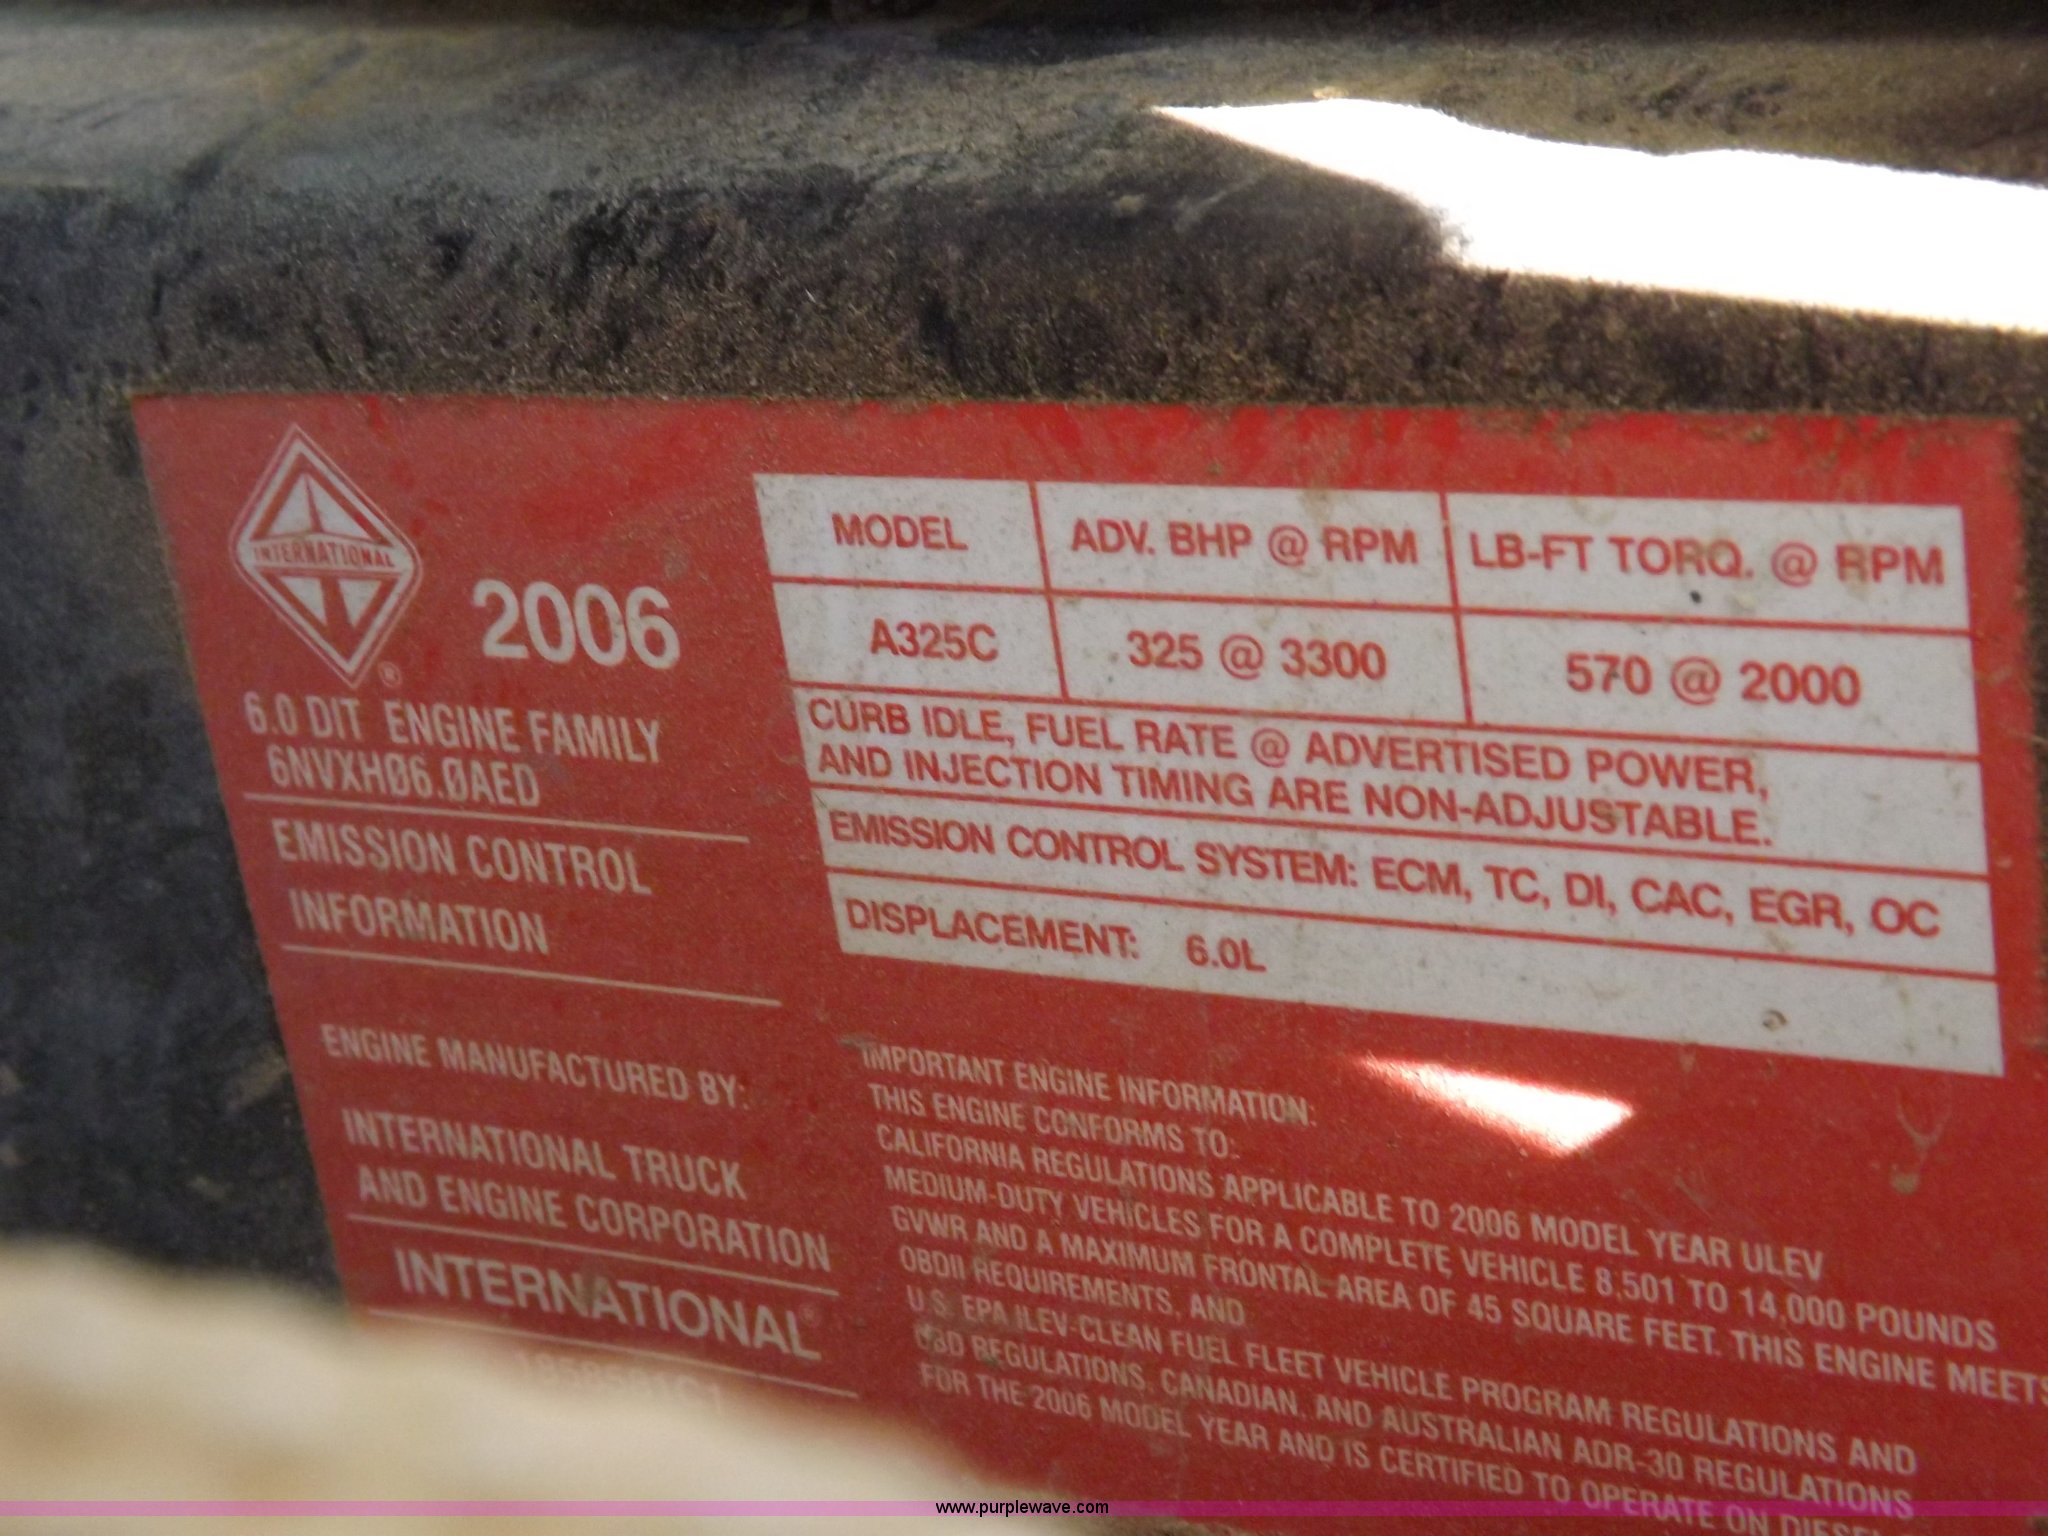 INTERNATIONAL
®
2006
6.0 DIT ENGINE FAMILY
6NVXHØ6.ØAED
EMISSION CONTROL
INFORMATION
ENGINE MANUFACTURED BY:
INTERNATIONAL TRUCK
AND ENGINE CORPORATION
INTERNATIONAL®
MODEL ADV. BHP @ RPM LB-FT TORQ. @ RPM
A325C 325 @ 3300 570 @ 2000
CURB IDLE, FUEL RATE @ ADVERTISED POWER,
AND INJECTION TIMING ARE NON-ADJUSTABLE.
EMISSION CONTROL SYSTEM: ECM, TC, DI, CAC, EGR, OC
DISPLACEMENT: 6.0L
IMPORTANT ENGINE INFORMATION:
THIS ENGINE CONFORMS TO:
CALIFORNIA REGULATIONS APPLICABLE TO 2006 MODEL YEAR ULEV
MEDIUM-DUTY VEHICLES FOR A COMPLETE VEHICLE 8,501 TO 14,000 POUNDS
GVWR AND A MAXIMUM FRONTAL AREA OF 45 SQUARE FEET. THIS ENGINE MEETS
OBDII REQUIREMENTS, AND
U.S. EPA ILEV-CLEAN FUEL FLEET VEHICLE PROGRAM REGULATIONS AND
OBD REGULATIONS, CANADIAN, AND AUSTRALIAN ADR-30 REGULATIONS
FOR THE 2006 MODEL YEAR AND IS CERTIFIED TO OPERATE ON
www.purplewave.com